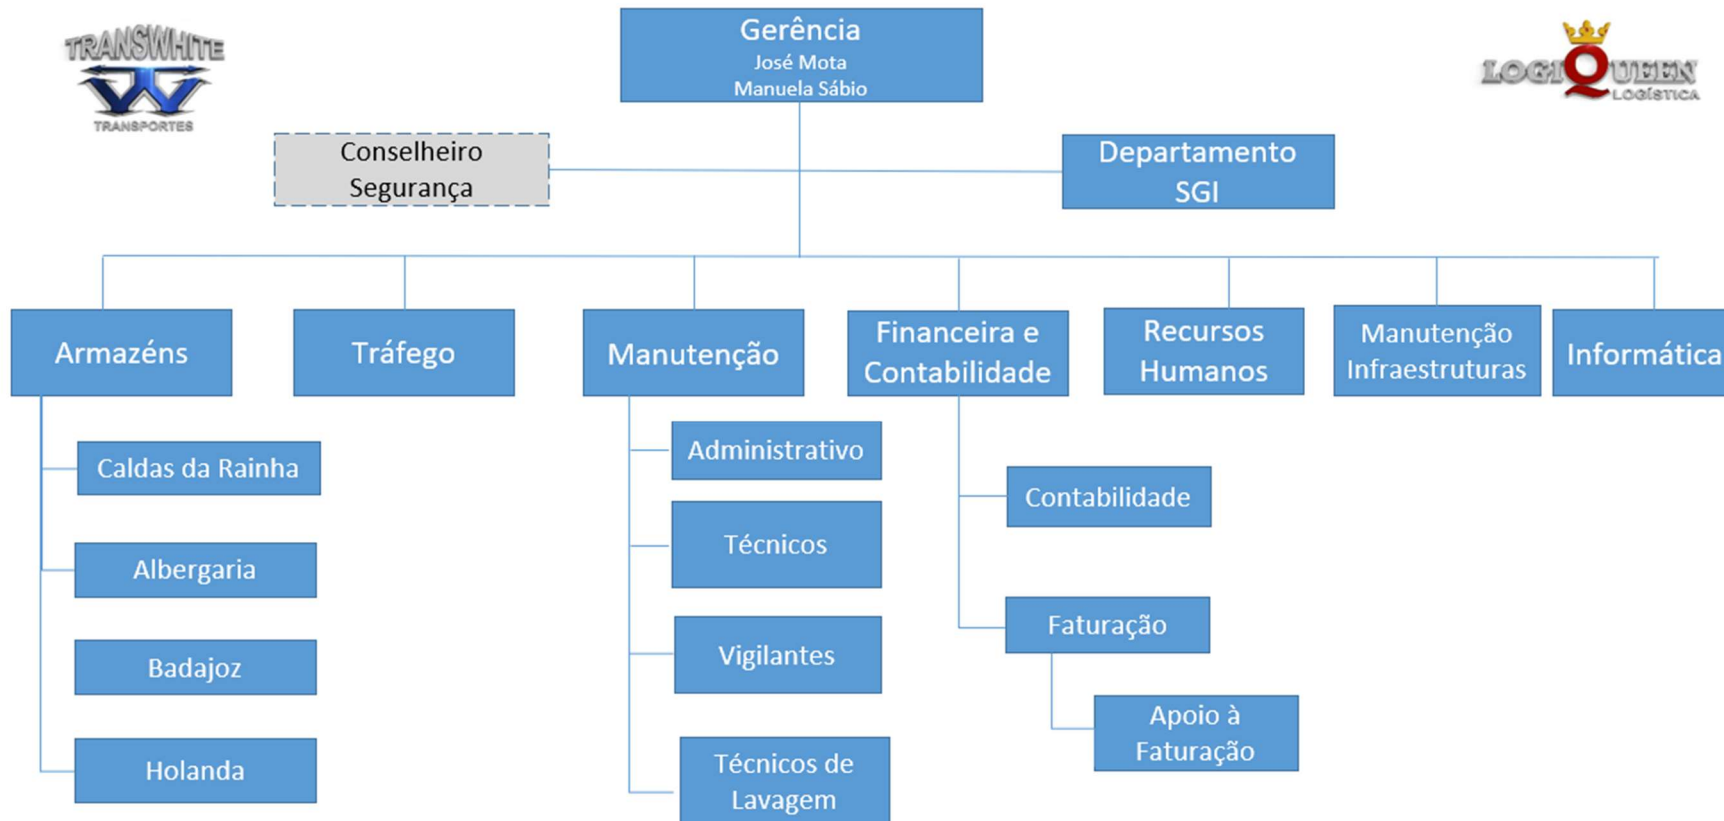 TRANSWHITE
TRANSPORTES
Gerência
José Mota
Manuela Sábio
LOGIQUEEN
LOGÍSTICA
Conselheiro
Segurança
Departamento
SGI
Armazéns
Tráfego
Manutenção
Financeira e
Contabilidade
Recursos
Humanos
Manutenção
Infraestruturas
Informática
Caldas da Rainha
Albergaria
Badajoz
Holanda
Administrativo
Técnicos
Vigilantes
Técnicos de
Lavagem
Contabilidade
Faturação
Apoio à
Faturação